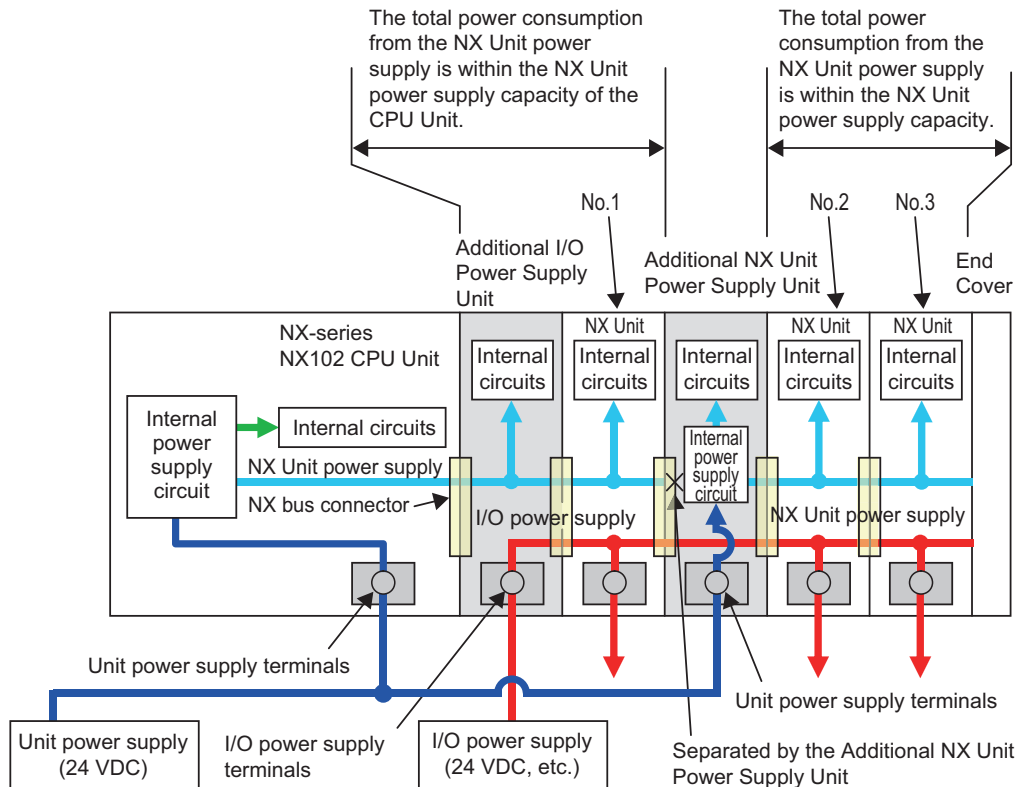 The total power consumption
from the NX Unit power
supply is within the NX Unit
power supply capacity of the
CPU Unit.
The total power
consumption from the
NX Unit power supply
is within the NX Unit
power supply capacity.
No.1
No.2
No.3
Additional I/O
Power Supply
Unit
Additional NX Unit
Power Supply Unit
End
Cover
NX-series
NX102 CPU Unit
NX Unit
NX Unit
NX Unit
Internal
circuits
Internal
circuits
Internal
circuits
Internal
circuits
Internal
circuits
Internal
power
supply
circuit
Internal circuits
Internal
power
supply
circuit
NX Unit power supply
NX bus connector
I/O power supply
NX Unit power supply
Unit power supply terminals
Unit power supply terminals
Unit power supply
(24 VDC)
I/O power supply
terminals
I/O power supply
(24 VDC, etc.)
Separated by the Additional NX Unit
Power Supply Unit